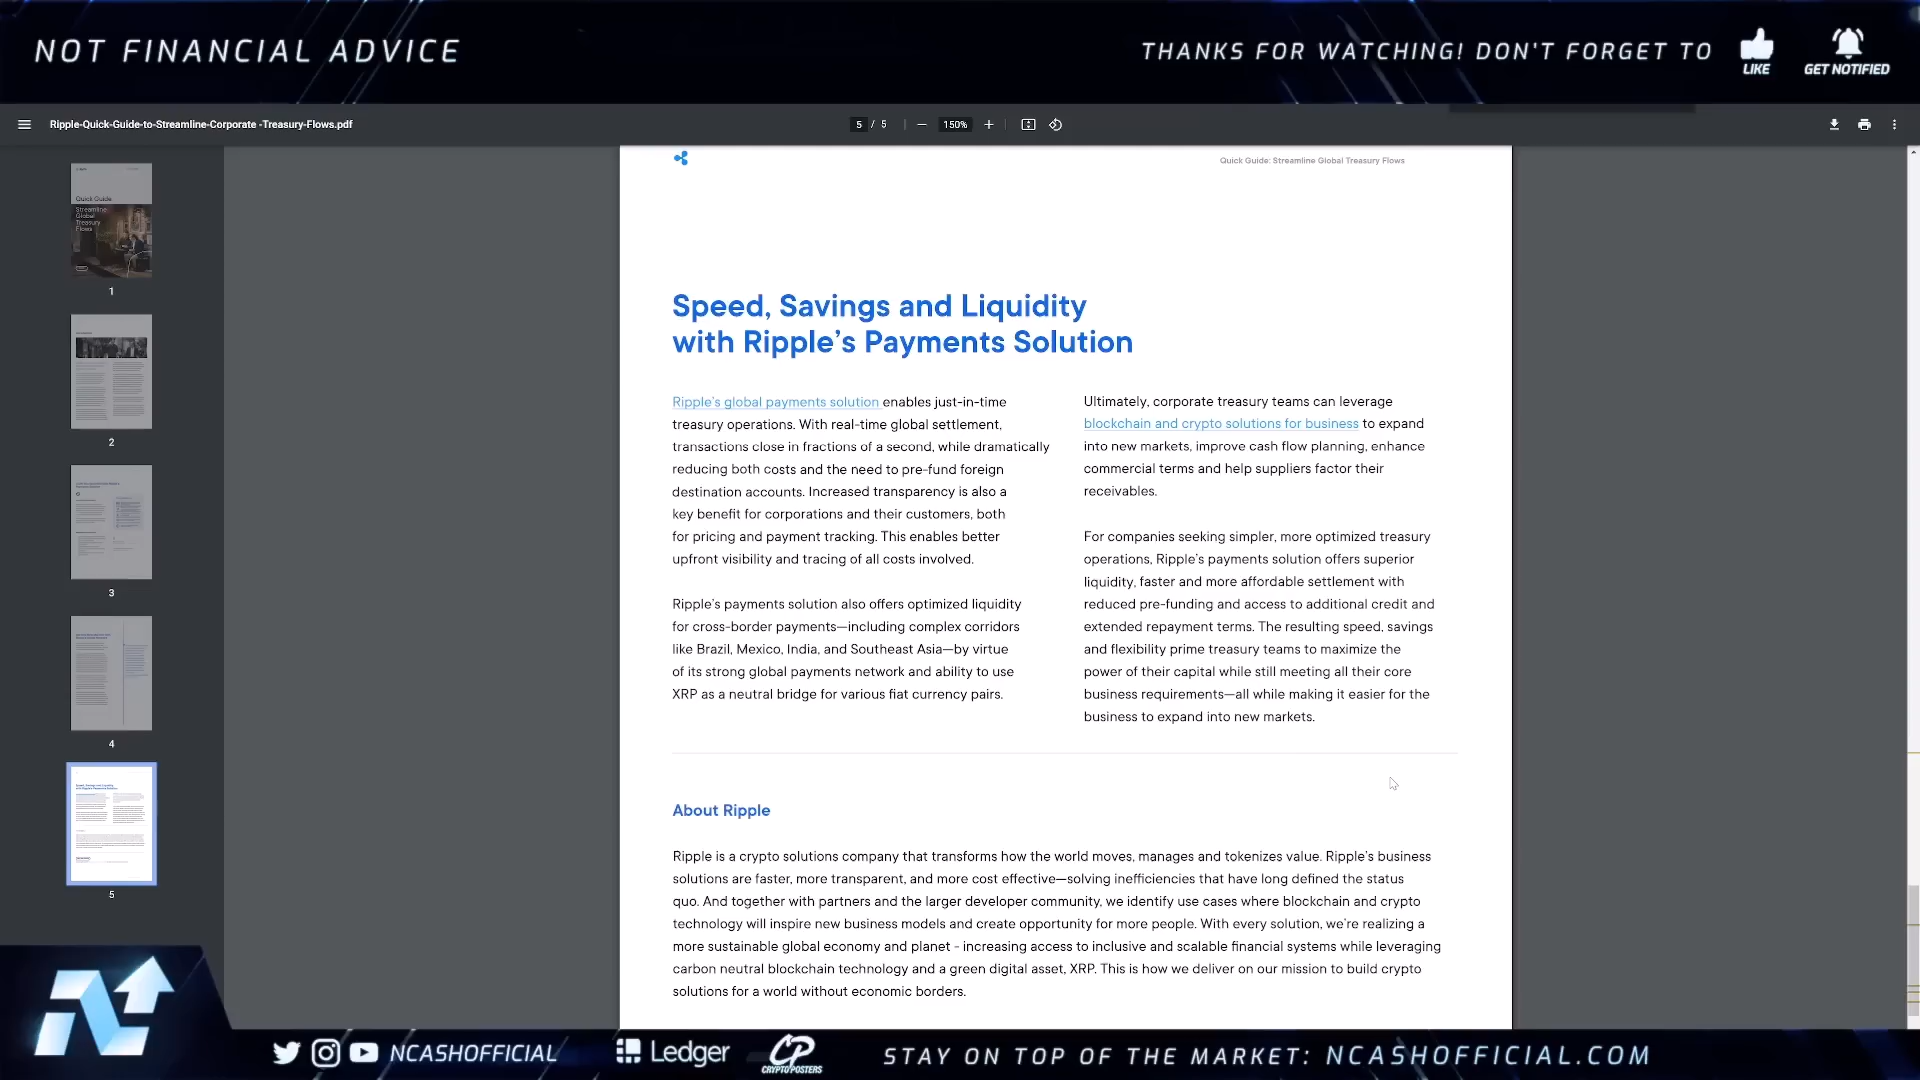 NOT FINANCIAL ADVICE
THANKS FOR WATCHING! DON'T FORGET TO
LIKE
GET NOTIFIED
Ripple-Quick-Guide-to-Streamline-Corporate -Treasury-Flows.pdf
5 / 5
150%
Quick Guide
Streamline
Global
Treasury
Flows
1
2
3
4
5
Quick Guide: Streamline Global Treasury Flows
Speed, Savings and Liquidity
with Ripple's Payments Solution
Ripple's global payments solution enables just-in-time
treasury operations. With real-time global settlement,
transactions close in fractions of a second, while dramatically
reducing both costs and the need to pre-fund foreign
destination accounts. Increased transparency is also a
key benefit for corporations and their customers, both
for pricing and payment tracking. This enables better
upfront visibility and tracing of all costs involved.
Ripple's payments solution also offers optimized liquidity
for cross-border payments—including complex corridors
like Brazil, Mexico, India, and Southeast Asia—by virtue
of its strong global payments network and ability to use
XRP as a neutral bridge for various fiat currency pairs.
Ultimately, corporate treasury teams can leverage
blockchain and crypto solutions for business to expand
into new markets, improve cash flow planning, enhance
commercial terms and help suppliers factor their
receivables.
For companies seeking simpler, more optimized treasury
operations, Ripple's payments solution offers superior
liquidity, faster and more affordable settlement with
reduced pre-funding and access to additional credit and
extended repayment terms. The resulting speed, savings
and flexibility prime treasury teams to maximize the
power of their capital while still meeting all their core
business requirements—all while making it easier for the
business to expand into new markets.
About Ripple
Ripple is a crypto solutions company that transforms how the world moves, manages and tokenizes value. Ripple's business
solutions are faster, more transparent, and more cost effective—solving inefficiencies that have long defined the status
quo. And together with partners and the larger developer community, we identify use cases where blockchain and crypto
technology will inspire new business models and create opportunity for more people. With every solution, we're realizing a
more sustainable global economy and planet - increasing access to inclusive and scalable financial systems while leveraging
carbon neutral blockchain technology and a green digital asset, XRP. This is how we deliver on our mission to build crypto
solutions for a world without economic borders.
NCASHOFFICIAL
Ledger
CP
CRYPTOPOSTERS
STAY ON TOP OF THE MARKET: NCASHOFFICIAL.COM